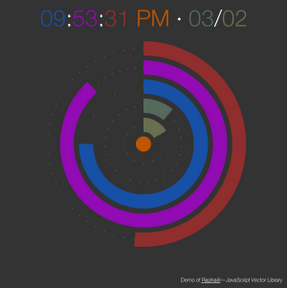 09:53:31 PM · 03/02
Demo of Raphaël—JavaScript Vector Library